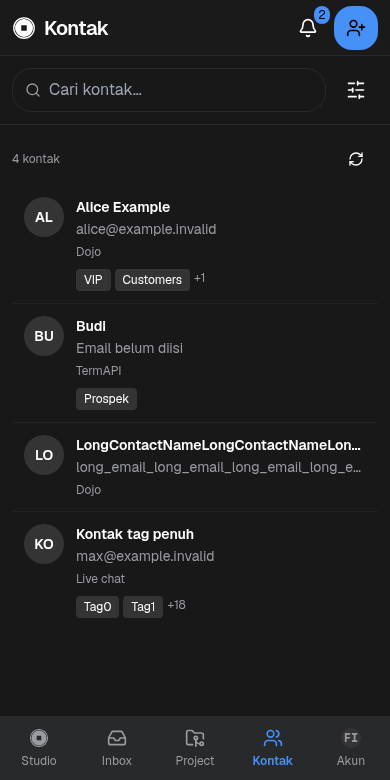 Kontak
2
Cari kontak...
4 kontak
AL
Alice Example
alice@example.invalid
Dojo
VIP Customers +1
BU
Budi
Email belum diisi
TermAPI
Prospek
LO
LongContactNameLongContactNameLon...
long_email_long_email_long_email_long_e...
Dojo
KO
Kontak tag penuh
max@example.invalid
Live chat
Tag0 Tag1 +18
FI
Studio Inbox Project Kontak Akun